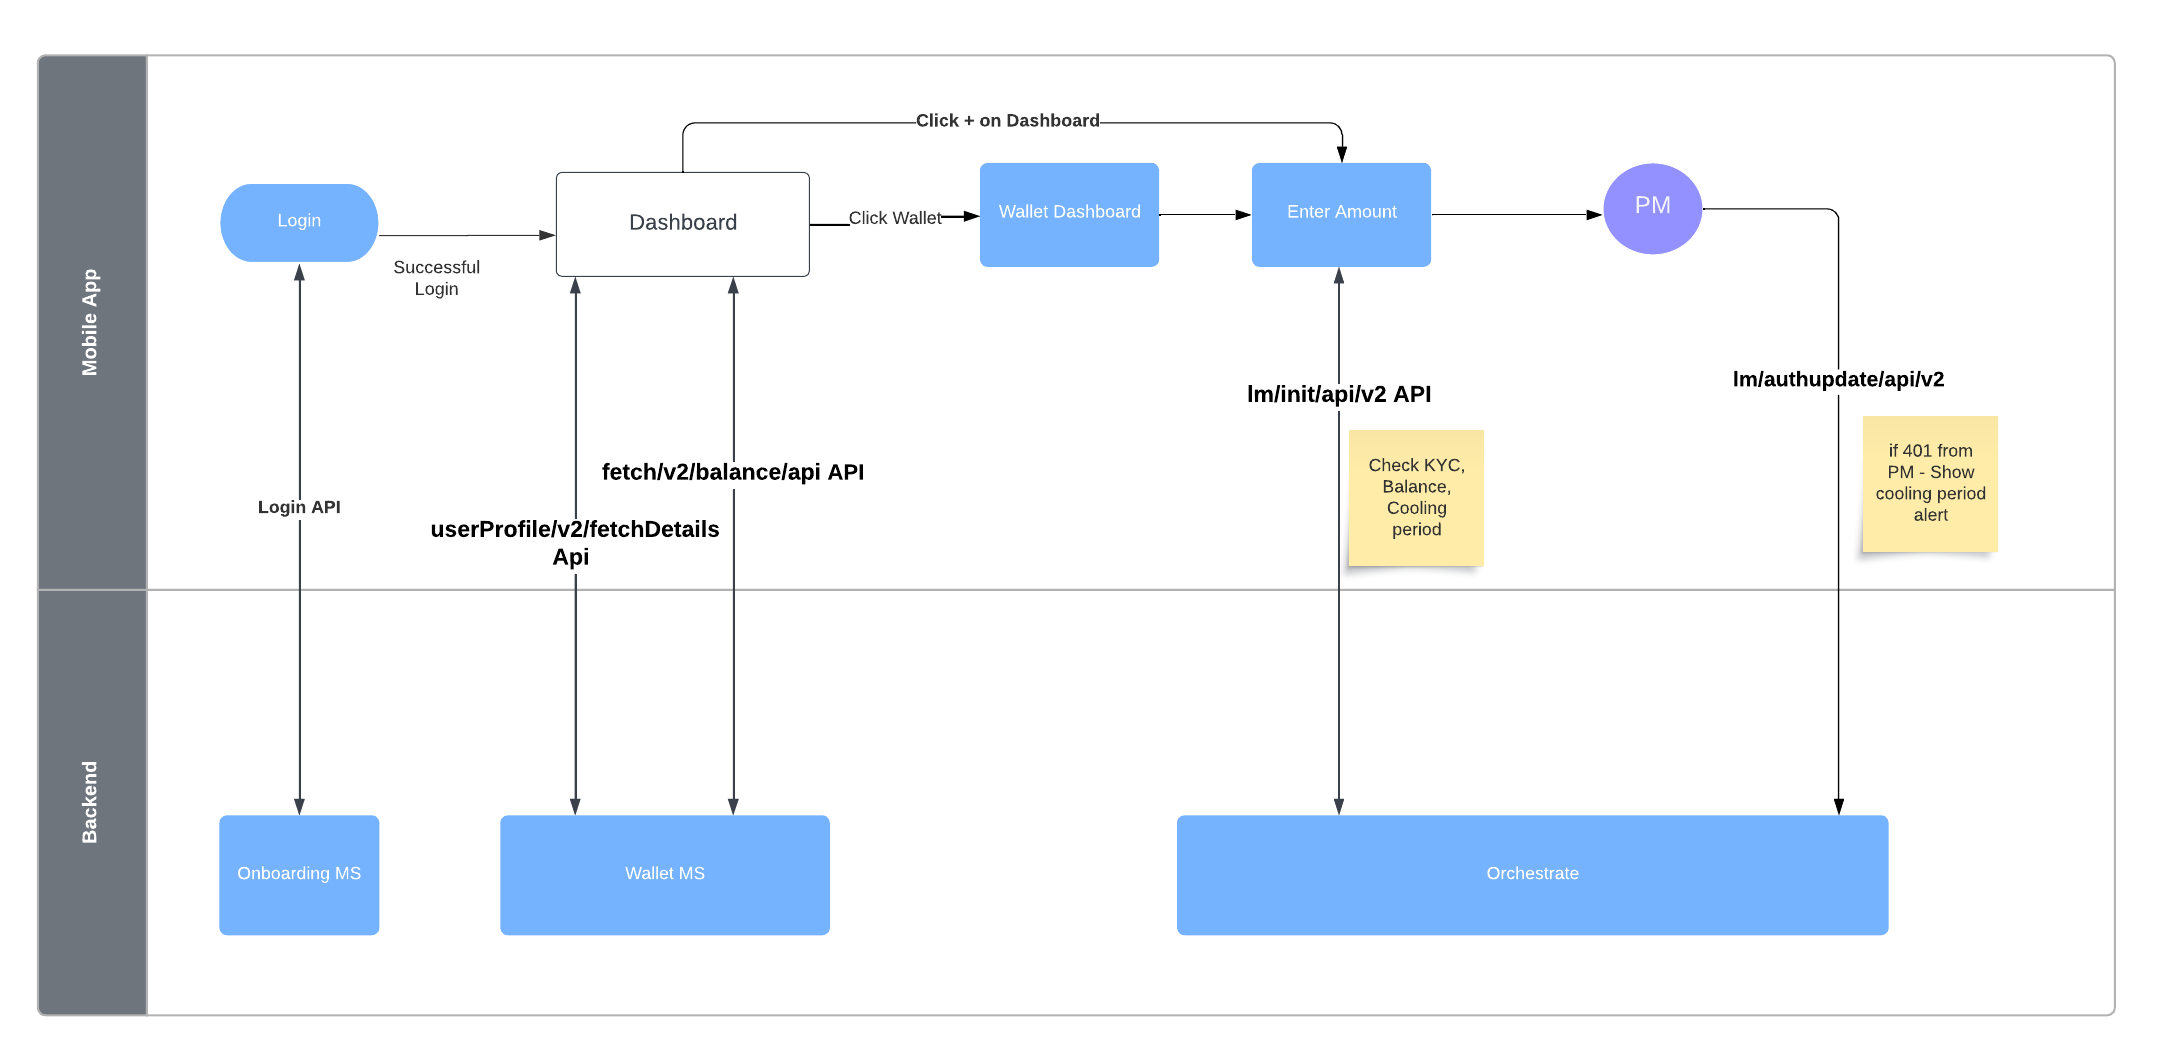 Mobile App
Click + on Dashboard
Login
Successful
Login
Dashboard
Click Wallet
Wallet Dashboard
Enter Amount
PM
Login API
userProfile/v2/fetchDetails
Api
fetch/v2/balance/api API
lm/init/api/v2 API
Check KYC,
Balance,
Cooling
period
lm/authupdate/api/v2
if 401 from
PM - Show
cooling period
alert
Backend
Onboarding MS
Wallet MS
Orchestrate